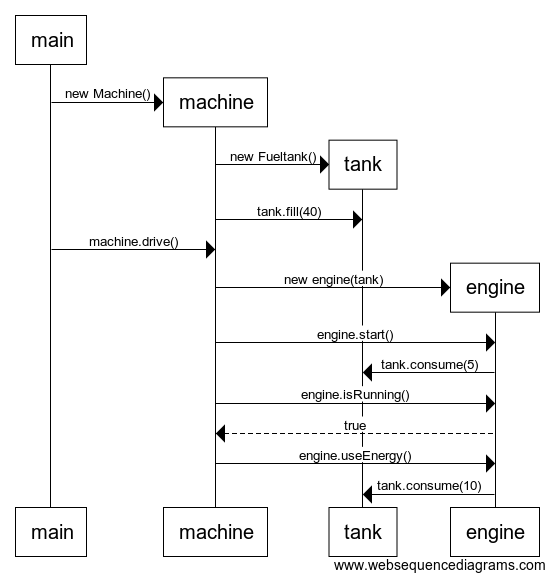 main
new Machine()
machine
new Fueltank()
tank
tank.fill(40)
machine.drive()
new engine(tank)
engine
engine.start()
tank.consume(5)
engine.isRunning()
true
engine.useEnergy()
tank.consume(10)
main machine tank engine
www.websequencediagrams.com